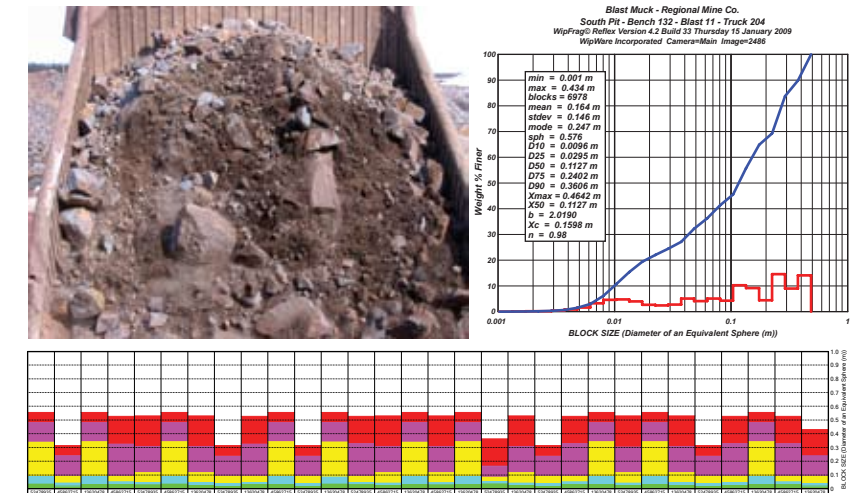 Blast Muck - Regional Mine Co.
South Pit - Bench 132 - Blast 11 - Truck 204
WipFrag© Reflex Version 4.2 Build 33 Thursday 15 January 2009
WipWare Incorporated Camera=Main Image=2486
100
90
80
70
60
50
40
30
20
10
0
Weight % Finer
min = 0.001 m
max = 0.434 m
blocks = 6978
mean = 0.164 m
stdev = 0.146 m
mode = 0.247 m
sph = 0.576
D10 = 0.0096 m
D25 = 0.0295 m
D50 = 0.1127 m
D75 = 0.2402 m
D90 = 0.3606 m
Xmax = 0.4642 m
X50 = 0.1127 m
b = 2.0190
Xc = 0.1598 m
n = 0.98
0.001 0.01 0.1 1
BLOCK SIZE (Diameter of an Equivalent Sphere (m))
1.0
0.9
0.8
0.7
0.6
0.5
0.4
0.3
0.2
0.1
0
BLOCK SIZE (Diameter of an Equivalent Sphere (m))